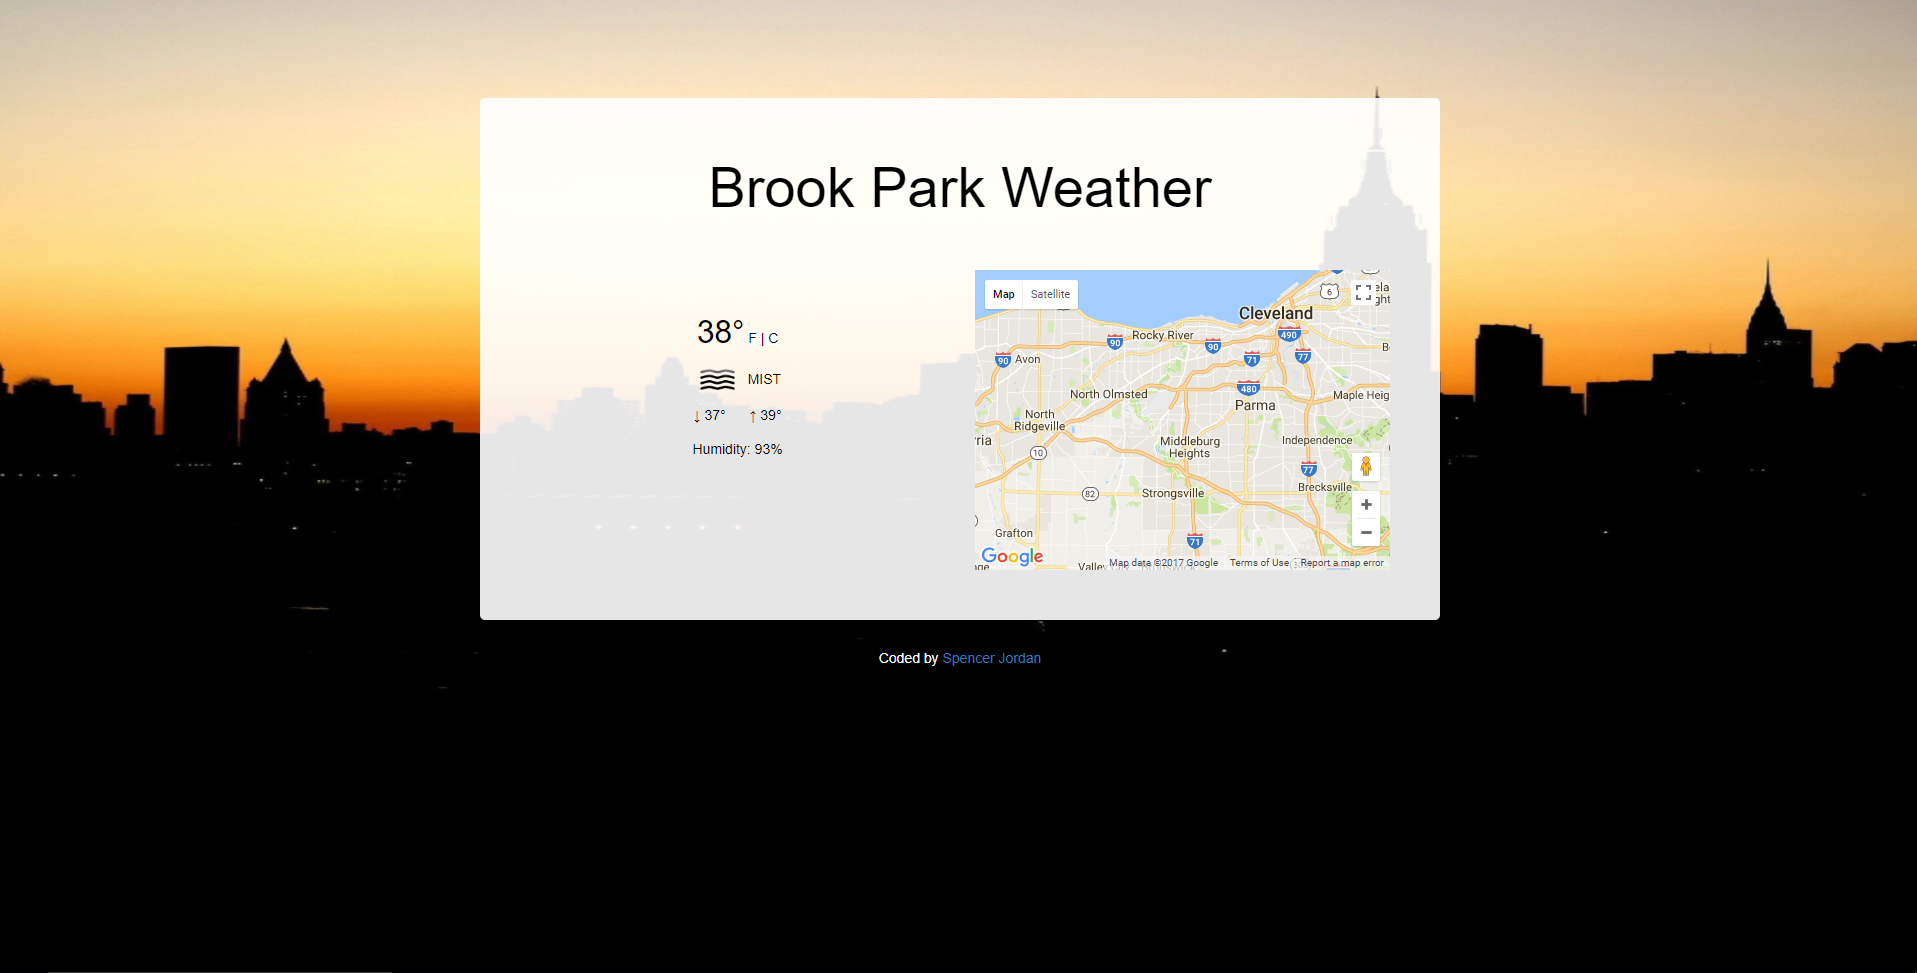 Brook Park Weather
38° F | C
MIST
↓ 37° ↑ 39°
Humidity: 93%
Map Satellite
6
Cleveland
490
Rocky River
90
90
90
71
77
Avon
480
North Olmsted
Maple Heig
Parma
North
Ridgeville
Independence
Middleburg
Heights
10
77
82
Strongsville
Brecksville
Grafton
71
Google
Map data ©2017 Google Terms of Use Report a map error
Coded by Spencer Jordan